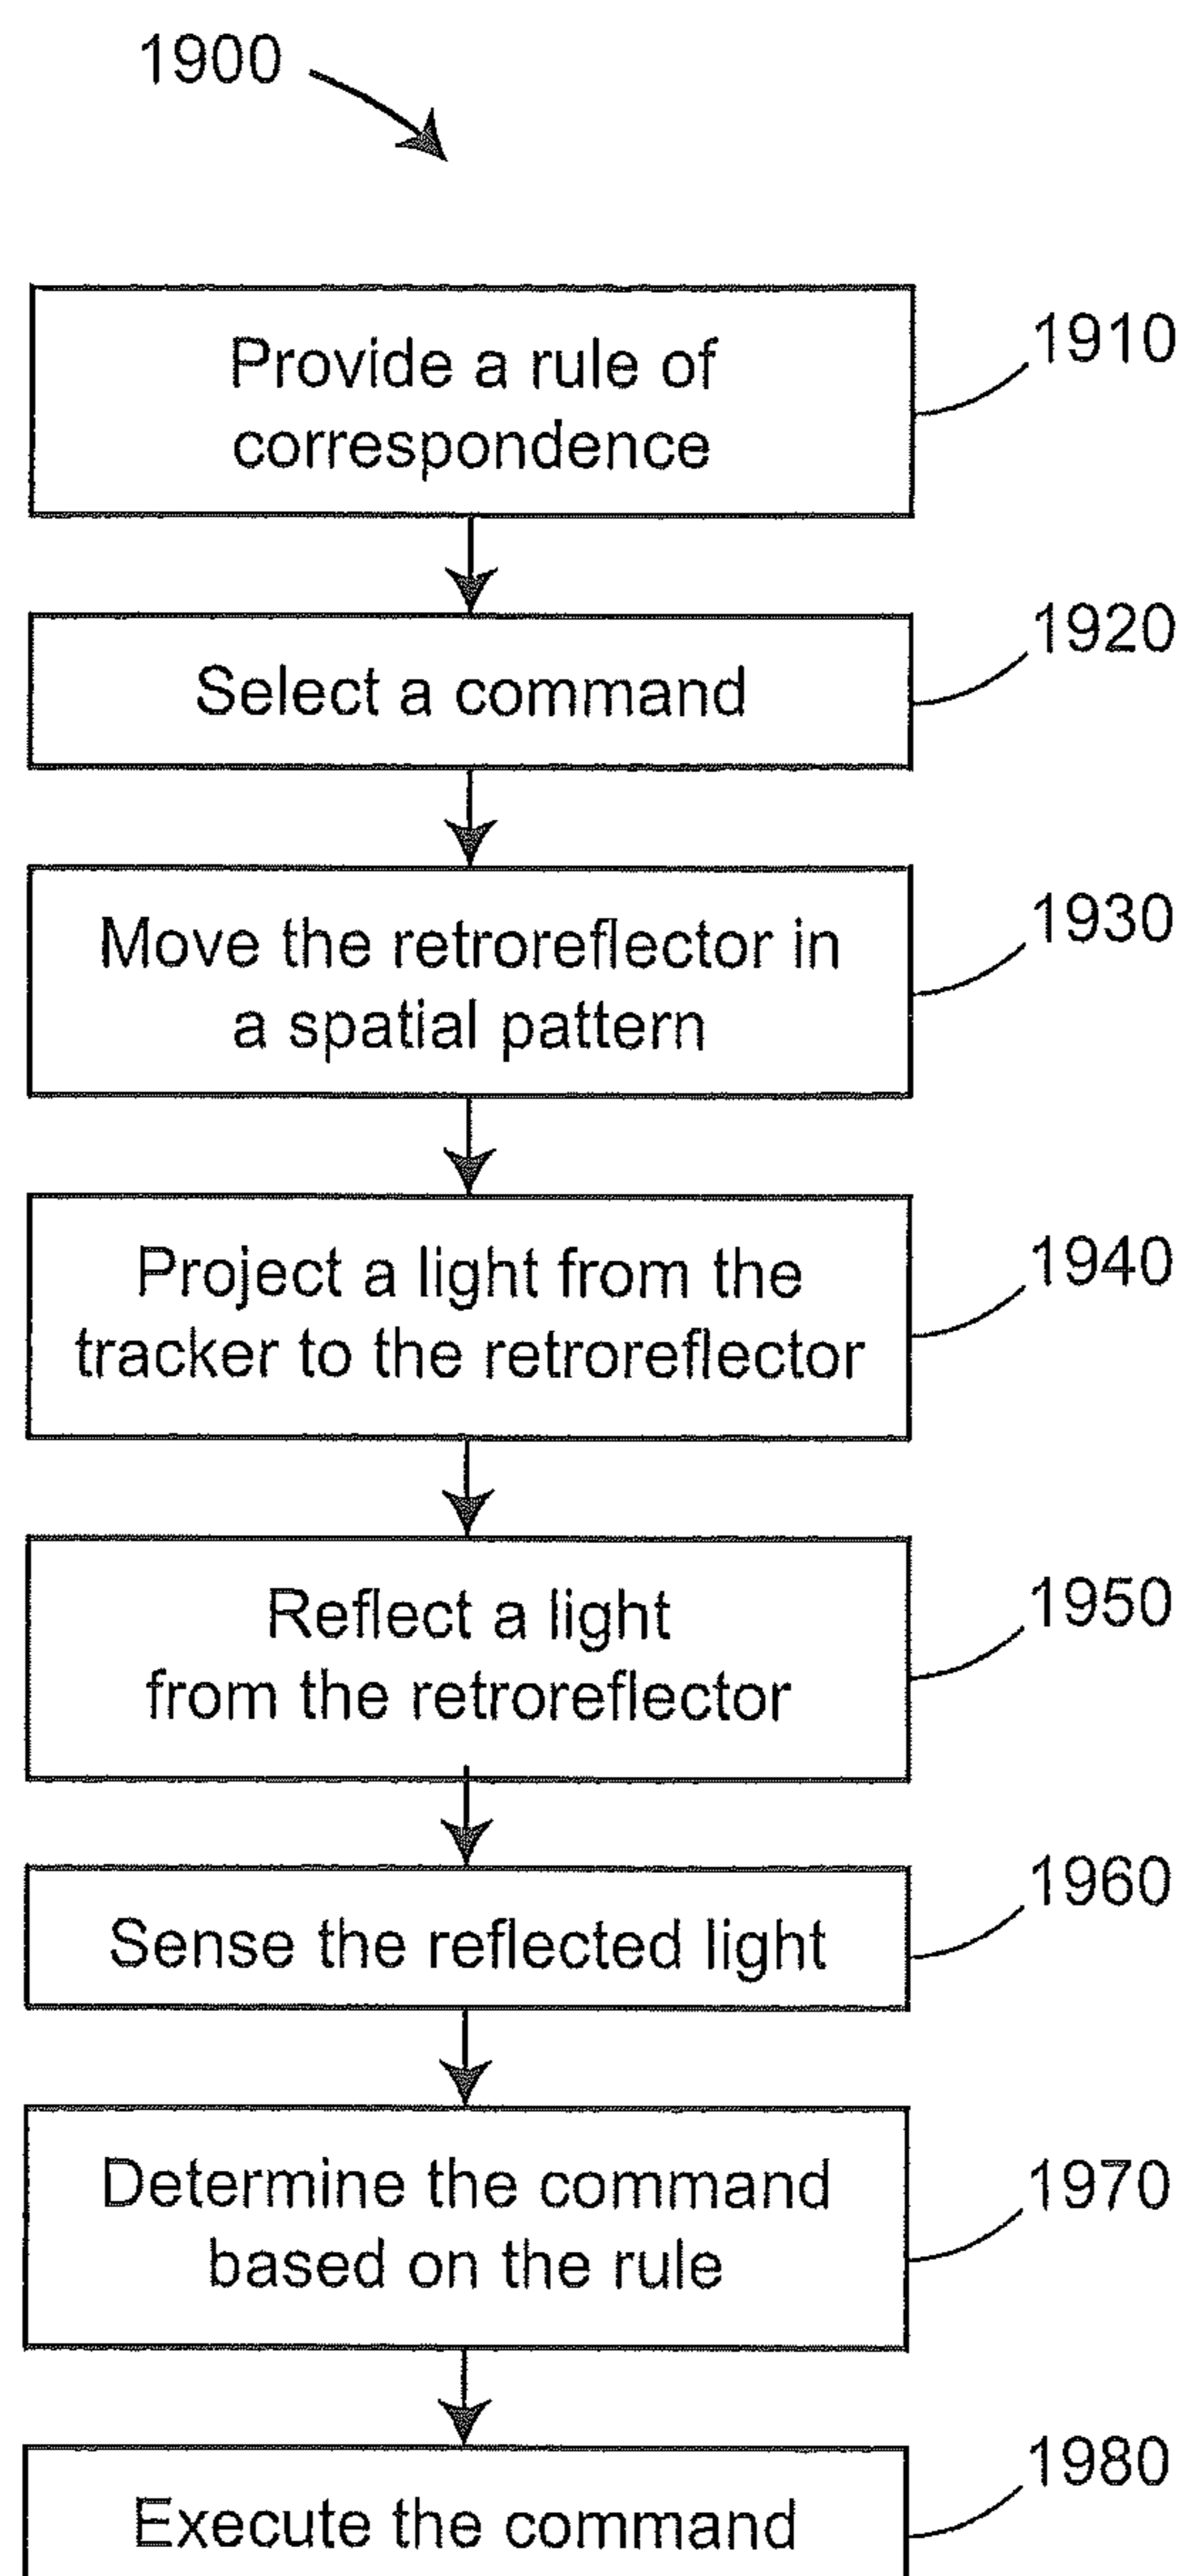 1900
Provide a rule of
correspondence
1910
Select a command
1920
Move the retroreflector in
a spatial pattern
1930
Project a light from the
tracker to the retroreflector
1940
Reflect a light
from the retroreflector
1950
Sense the reflected light
1960
Determine the command
based on the rule
1970
Execute the command
1980